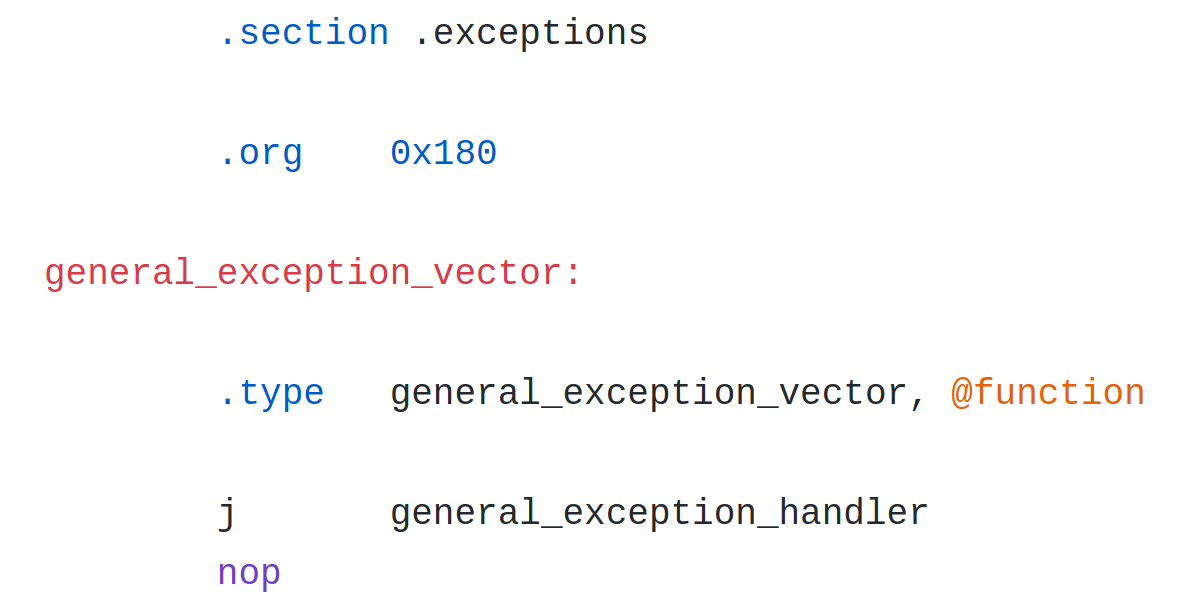 .section .exceptions
.org    0x180
general_exception_vector:
.type   general_exception_vector, @function
j       general_exception_handler
nop